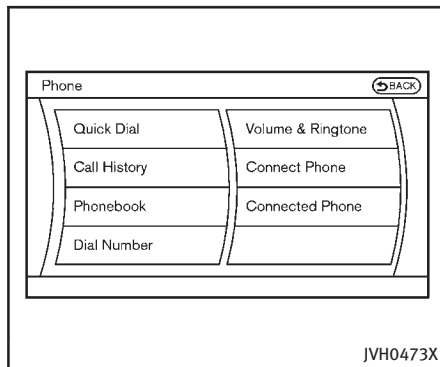 Phone
BACK
Quick Dial
Call History
Phonebook
Dial Number
Volume & Ringtone
Connect Phone
Connected Phone
JVH0473X